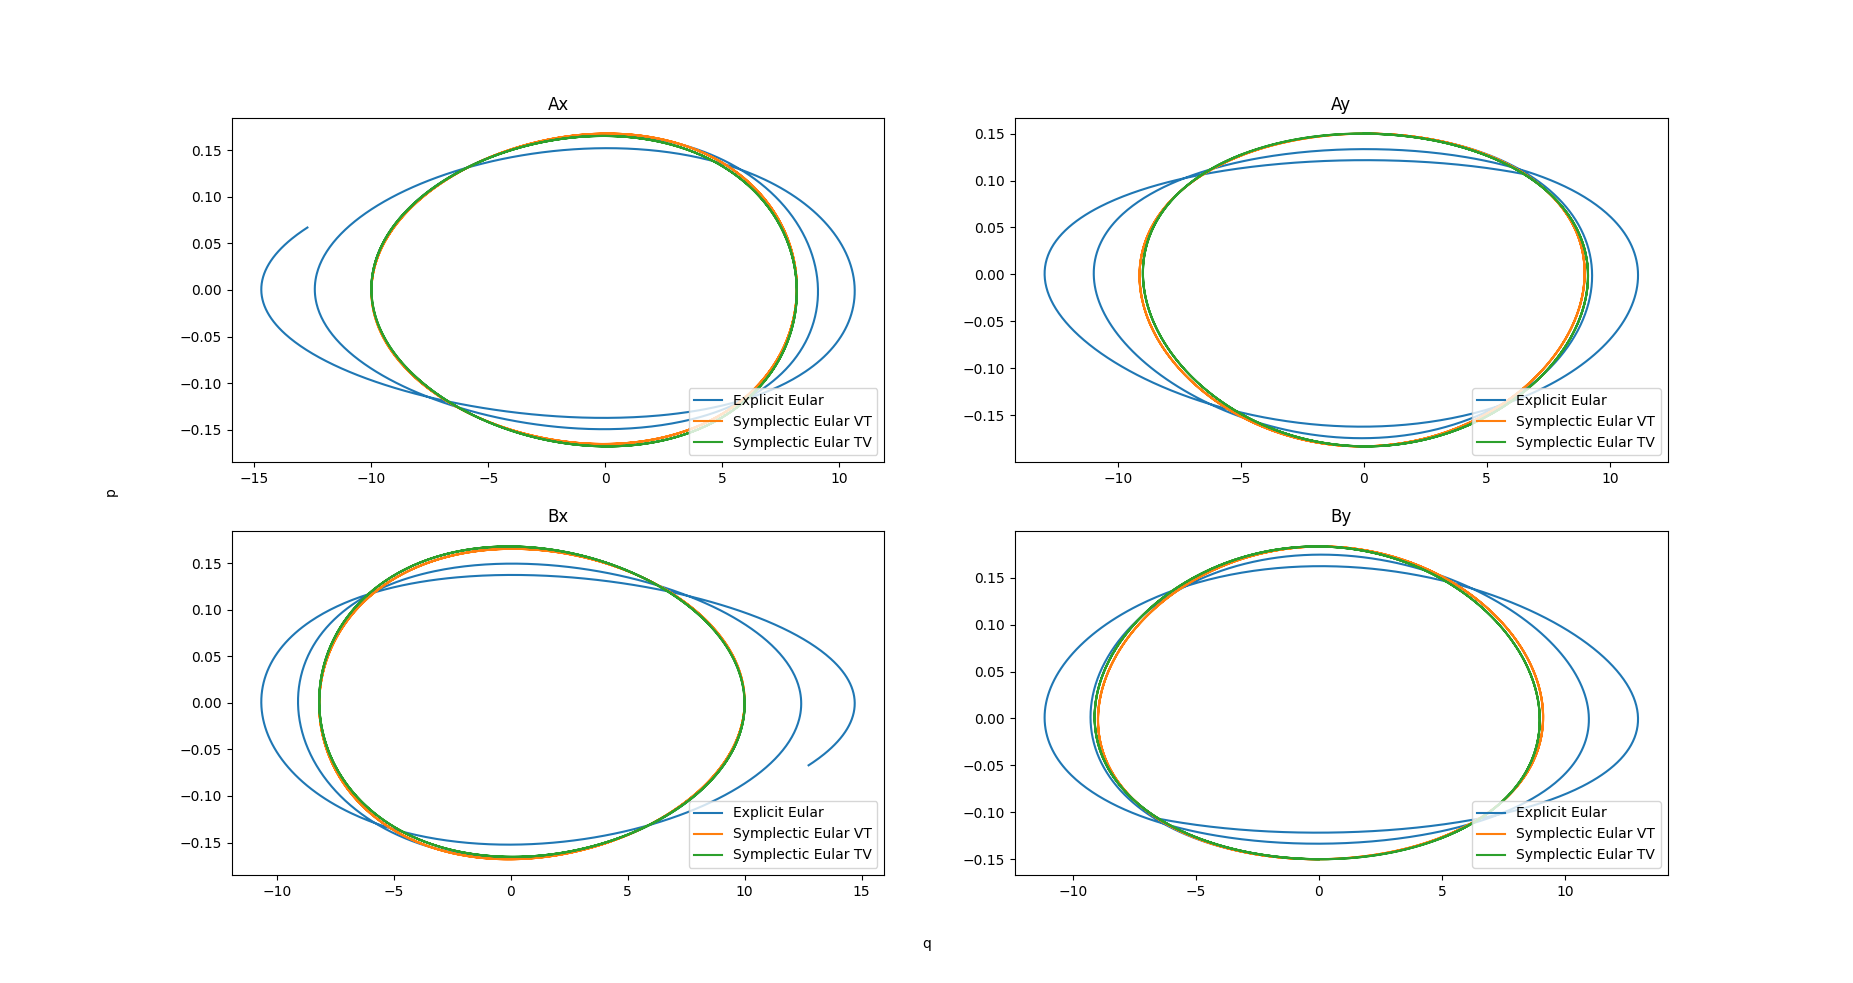 Ax
0.15
0.10
0.05
0.00
−0.05
−0.10
−0.15
−15 −10 −5 0 5 10
Explicit Eular
Symplectic Eular VT
Symplectic Eular TV
Ay
0.15
0.10
0.05
0.00
−0.05
−0.10
−0.15
−10 −5 0 5 10
Explicit Eular
Symplectic Eular VT
Symplectic Eular TV
p
Bx
0.15
0.10
0.05
0.00
−0.05
−0.10
−0.15
−10 −5 0 5 10 15
Explicit Eular
Symplectic Eular VT
Symplectic Eular TV
By
0.15
0.10
0.05
0.00
−0.05
−0.10
−0.15
−10 −5 0 5 10
Explicit Eular
Symplectic Eular VT
Symplectic Eular TV
q